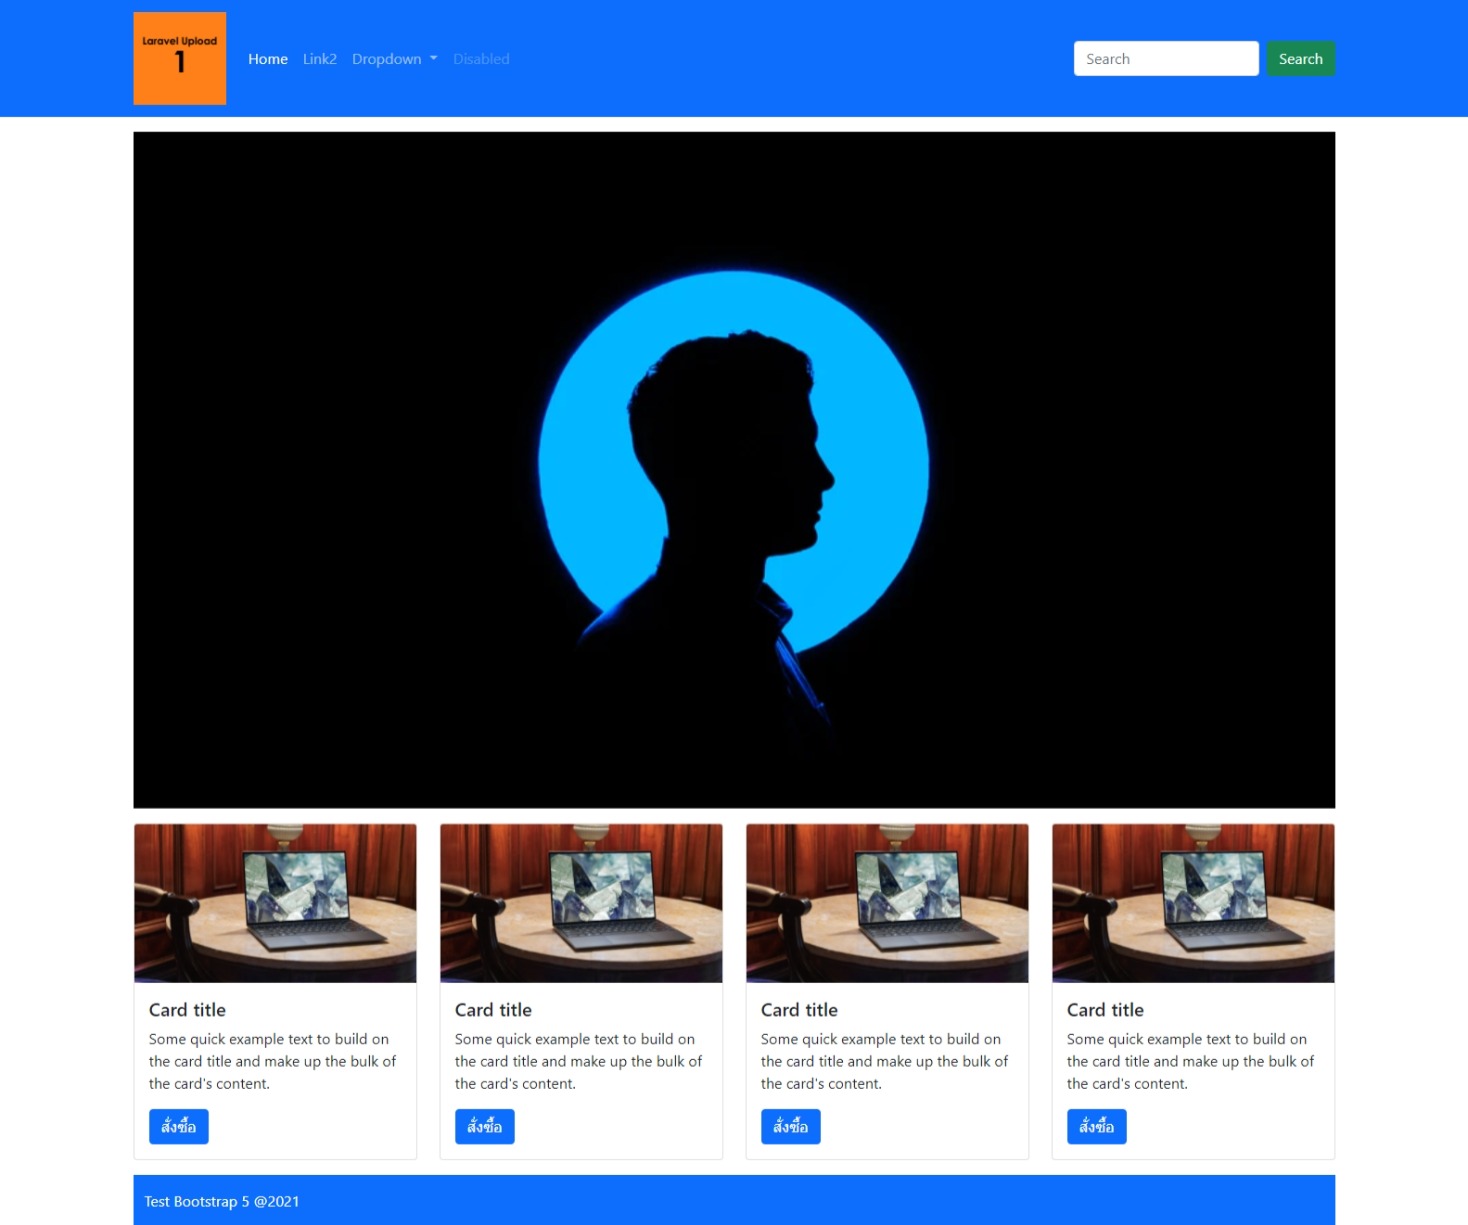 Laravel Upload
1
Home Link2 Dropdown Disabled
Search Search
Card title
Some quick example text to build on
the card title and make up the bulk of
the card's content.
สั่งซื้อ
Card title
Some quick example text to build on
the card title and make up the bulk of
the card's content.
สั่งซื้อ
Card title
Some quick example text to build on
the card title and make up the bulk of
the card's content.
สั่งซื้อ
Card title
Some quick example text to build on
the card title and make up the bulk of
the card's content.
สั่งซื้อ
Test Bootstrap 5 @2021